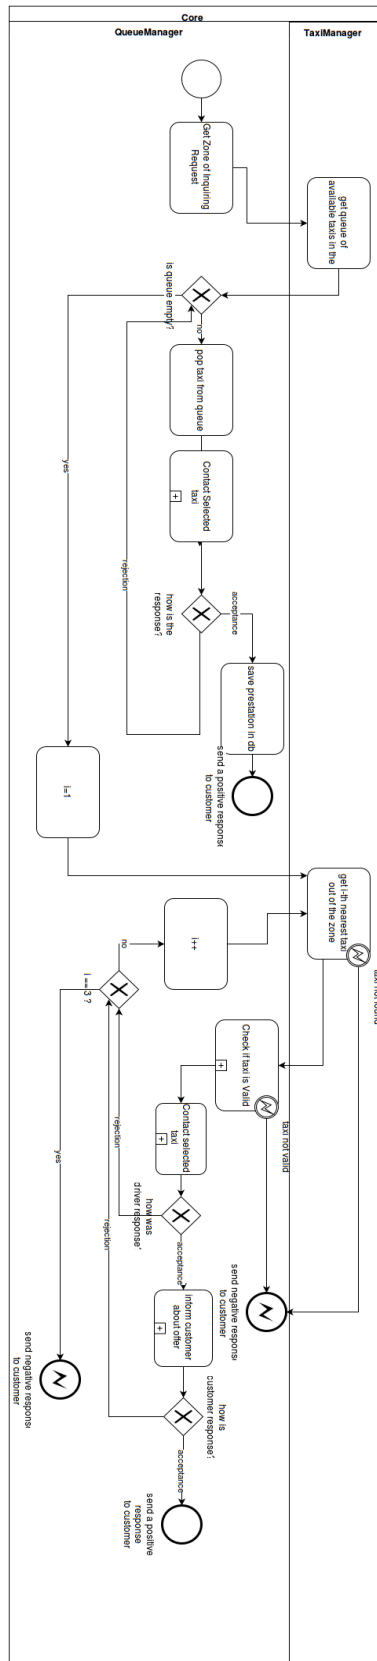 Core
QueueManager
TaxiManager
Get Zone of Inquiring
Request
get queue of
available taxis in the
is queue empty?
no
yes
pop taxi from queue
Contact Selected
taxi
rejection
how is the
response?
acceptance
save prestation in db
send a positive response
to customer
i=1
get i-th nearest taxi
out of the zone
taxi not found
i++
no
i ==3 ?
yes
Check if taxi is Valid
taxi not valid
Contact selected
taxi
rejection
how was
driver response'
acceptance
rejection
send negative response
to customer
inform customer
about offer
how is
customer response?
acceptance
send negative response
to customer
send a positive
response
to customer